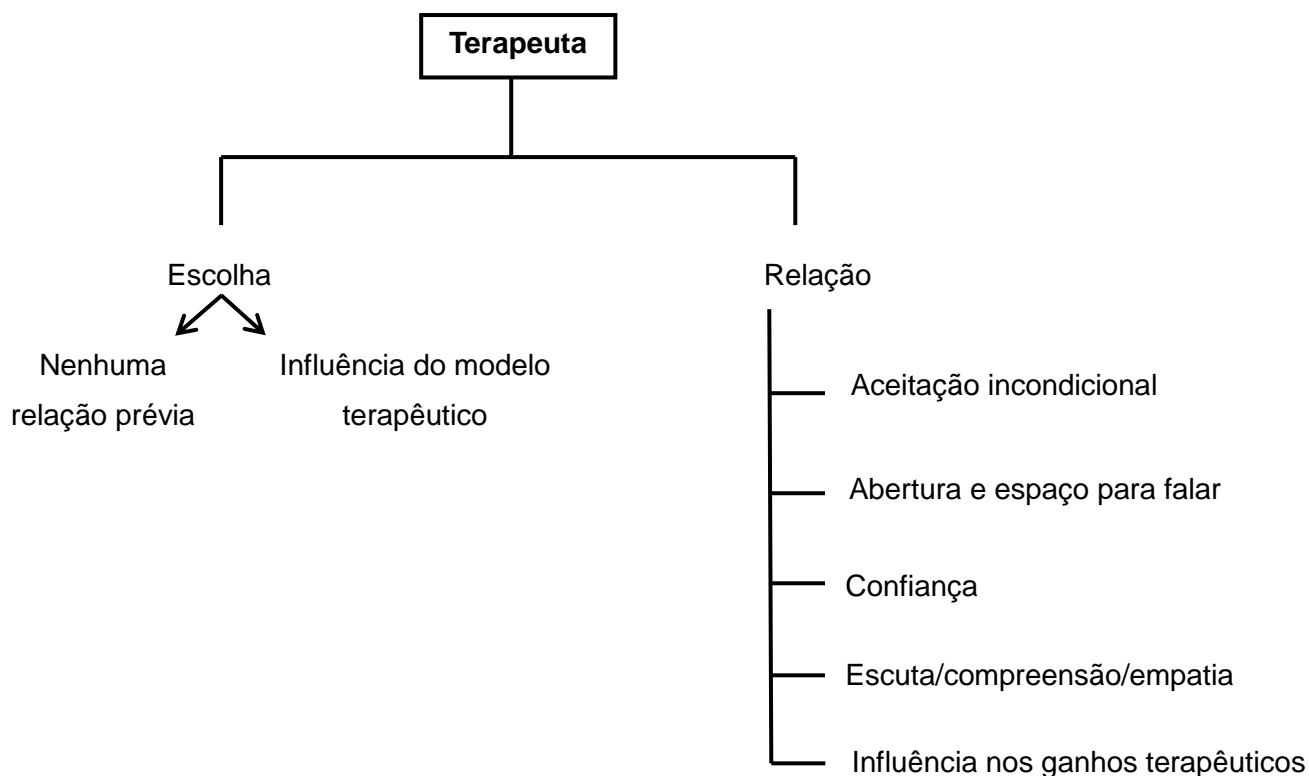 Terapeuta
Escolha
Relação
Nenhuma
relação prévia
Influência do modelo
terapêutico
Aceitação incondicional
Abertura e espaço para falar
Confiança
Escuta/compreensão/empatia
Influência nos ganhos terapêuticos